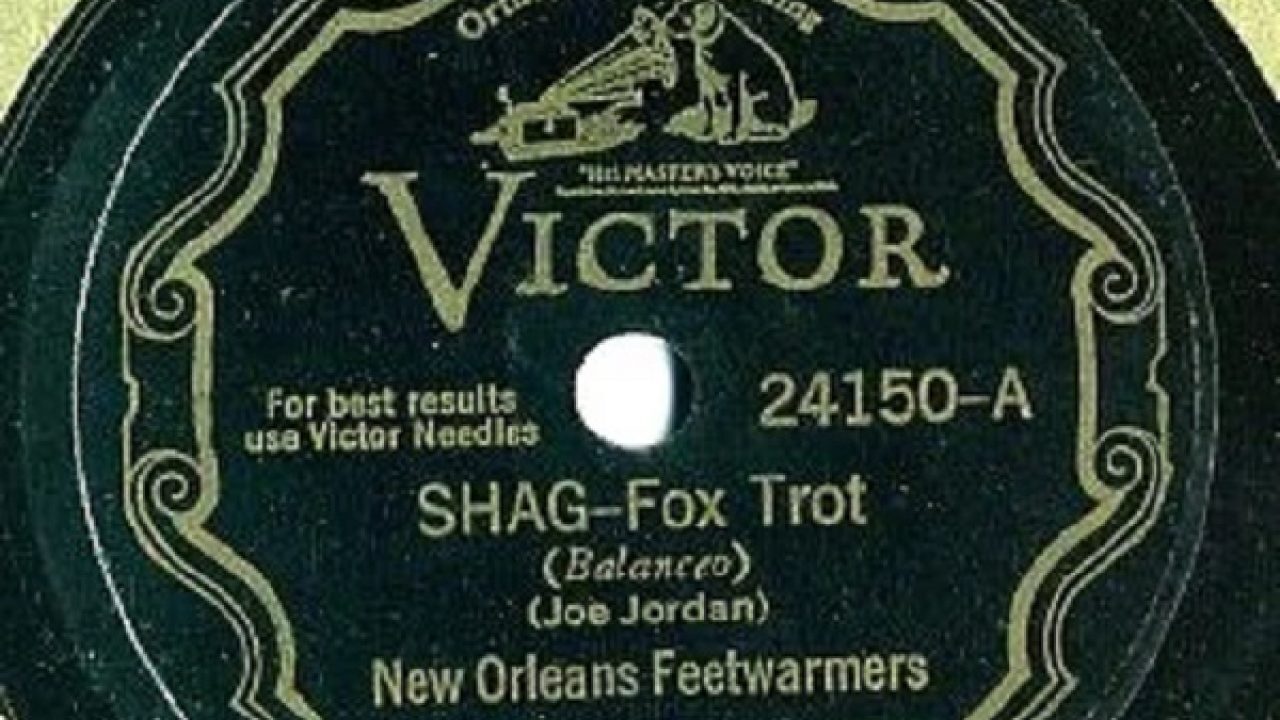 "HIS MASTER'S VOICE"
VICTOR
For best results
use Victor Needles
24150-A
SHAG-Fox Trot
(Balanceo)
(Joe Jordan)
New Orleans Feetwarmers